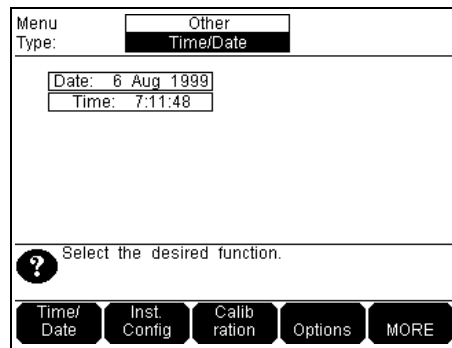 Menu Other
Type: Time/Date
Date: 6 Aug 1999
Time: 7:11:48
? Select the desired function.
Time/ Inst. Calib
Date Config ration Options MORE